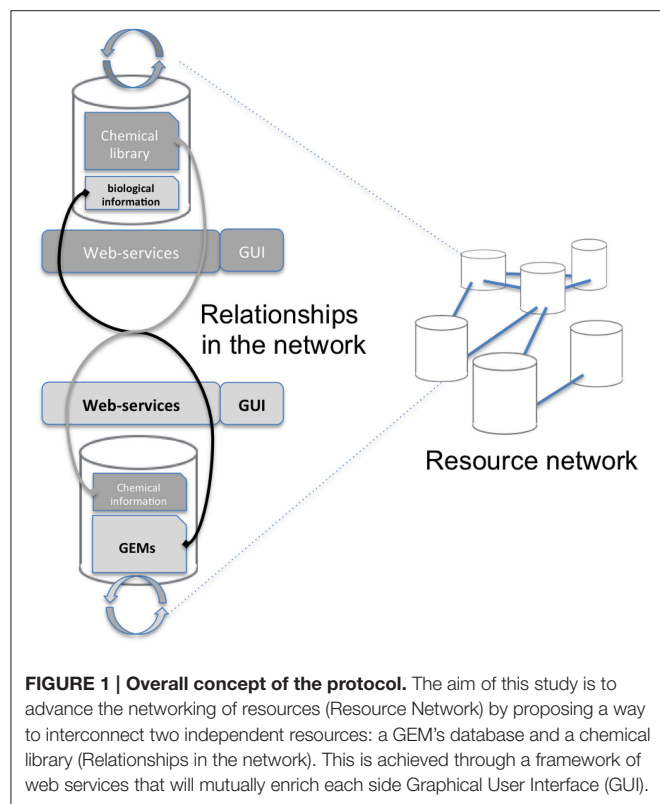 Chemical
library
biological
information
Web-services
GUI
Relationships
in the network
Web-services
GUI
Chemical
information
GEMs
Resource network
FIGURE 1 | Overall concept of the protocol. The aim of this study is to
advance the networking of resources (Resource Network) by proposing a way
to interconnect two independent resources: a GEM's database and a chemical
library (Relationships in the network). This is achieved through a framework of
web services that will mutually enrich each side Graphical User Interface (GUI).